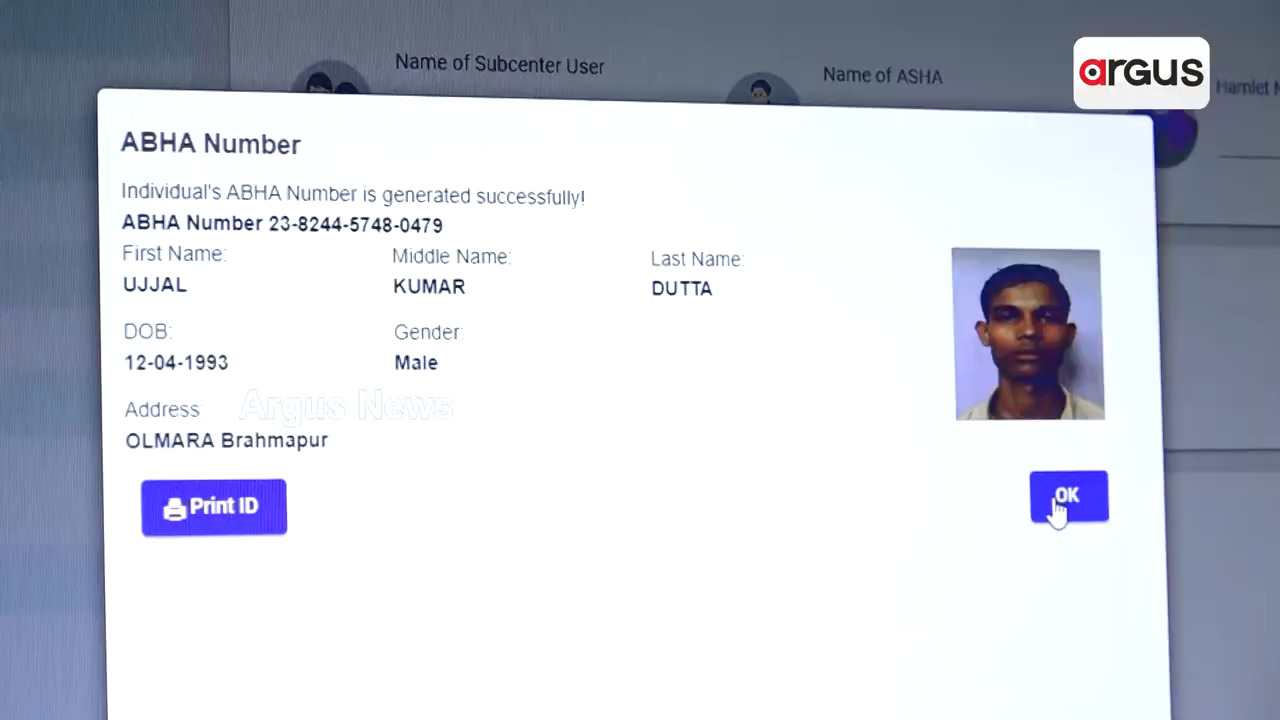 Name of Subcenter User
Name of ASHA
argus
Hamlet
ABHA Number
Individual's ABHA Number is generated successfully!
ABHA Number 23-8244-5748-0479
First Name:
Middle Name:
Last Name:
UJJAL
KUMAR
DUTTA
DOB:
Gender:
12-04-1993
Male
Address
Argus News
OLMARA Brahmapur
Print ID
OK